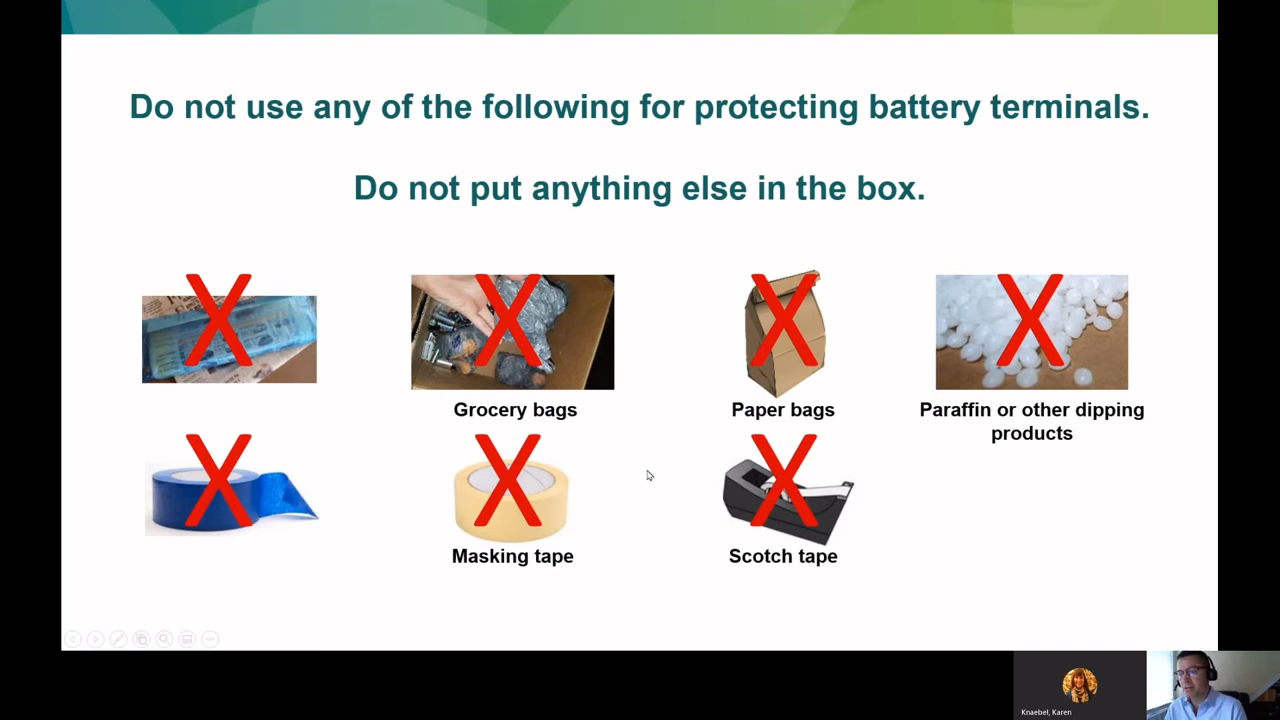 Do not use any of the following for protecting battery terminals.
Do not put anything else in the box.
Grocery bags
Paper bags
Paraffin or other dipping
products
Masking tape
Scotch tape
Knaebel, Karen